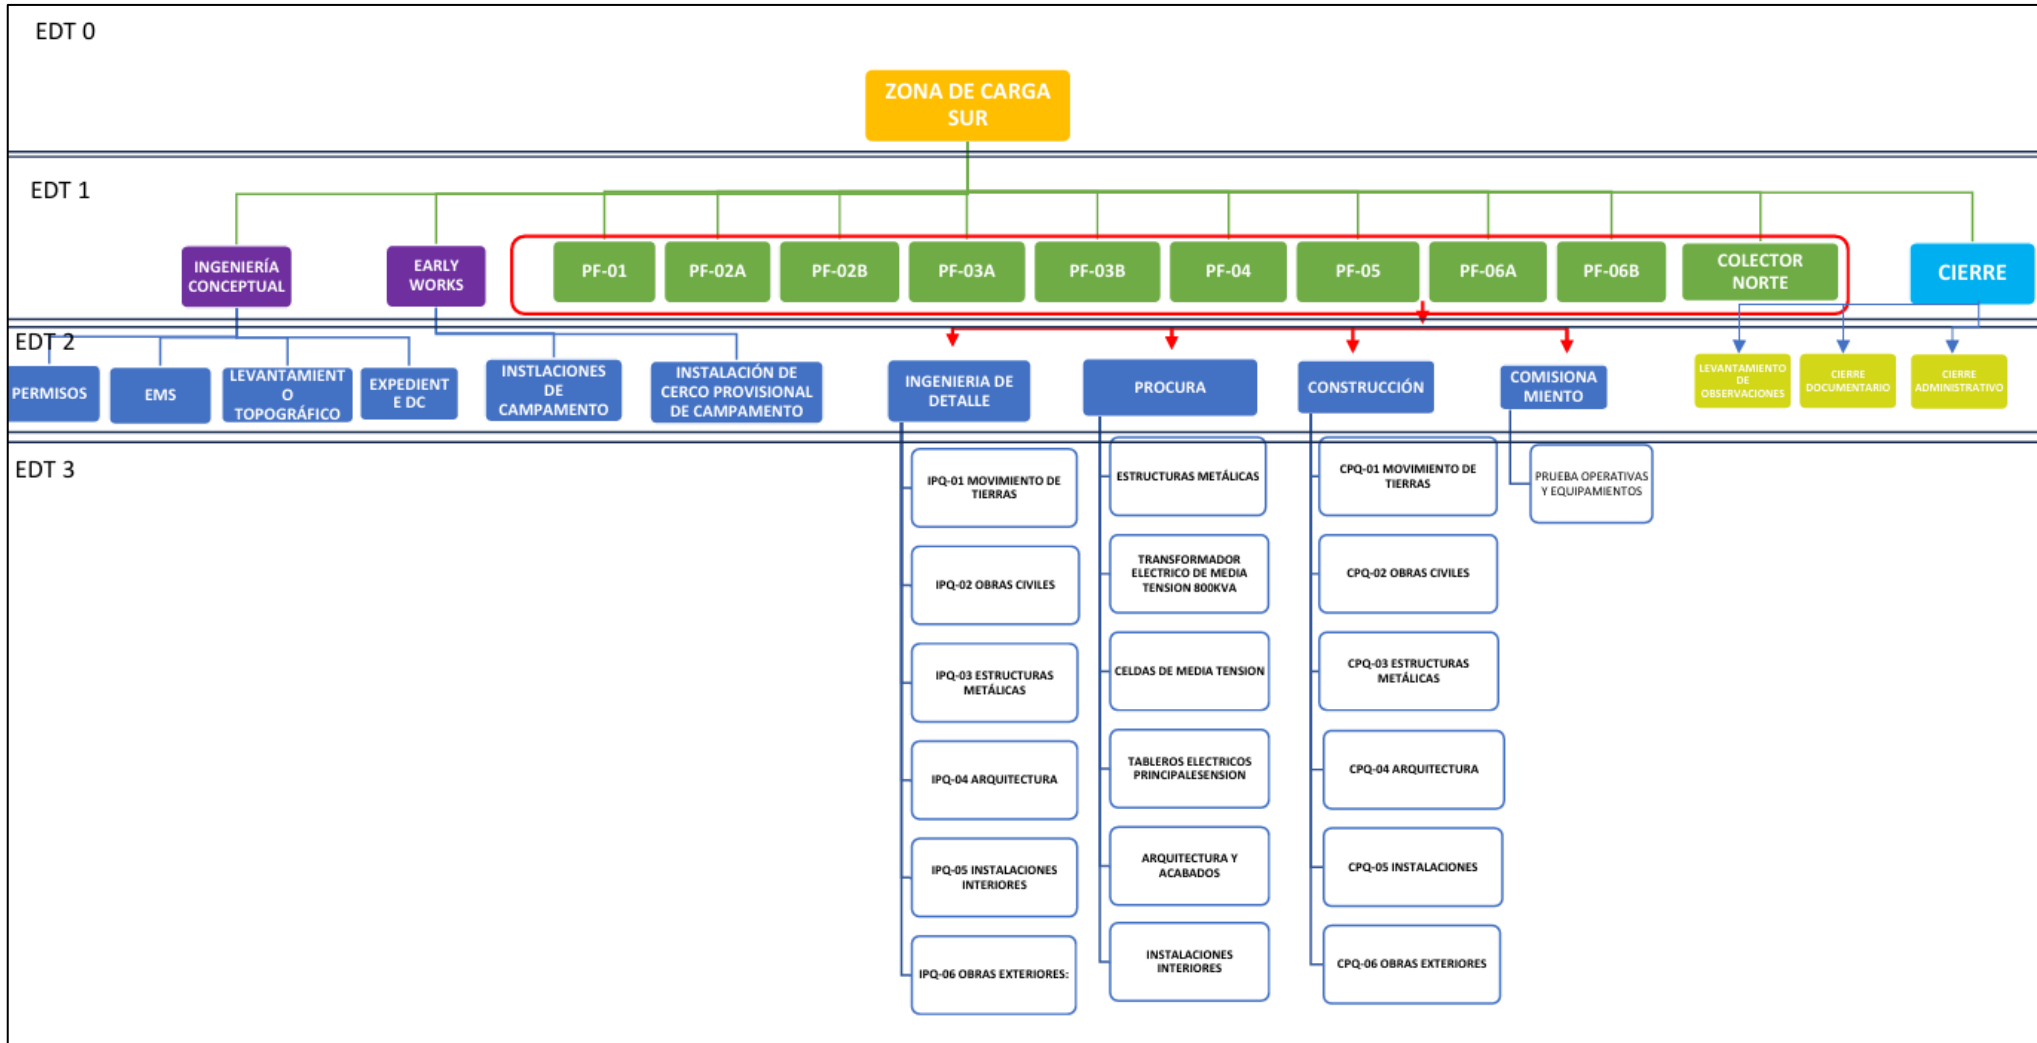 EDT 0
ZONA DE CARGA
SUR
EDT 1
INGENIERÍA
CONCEPTUAL
EARLY
WORKS
PF-01
PF-02A
PF-02B
PF-03A
PF-03B
PF-04
PF-05
PF-06A
PF-06B
COLECTOR
NORTE
CIERRE
EDT 2
PERMISOS
EMS
LEVANTAMIENT
O
TOPOGRÁFICO
EXPEDIENT
E DC
INSTLACIONES
DE
CAMPAMENTO
INSTALACIÓN DE
CERCO PROVISIONAL
DE CAMPAMENTO
INGENIERIA DE
DETALLE
PROCURA
CONSTRUCCIÓN
COMISIONA
MIENTO
LEVANTAMIENTO
DE
OBSERVACIONES
CIERRE
DOCUMENTARIO
CIERRE
ADMINISTRATIVO
EDT 3
IPQ-01 MOVIMIENTO DE
TIERRAS
IPQ-02 OBRAS CIVILES
IPQ-03 ESTRUCTURAS
METÁLICAS
IPQ-04 ARQUITECTURA
IPQ-05 INSTALACIONES
INTERIORES
IPQ-06 OBRAS EXTERIORES:
ESTRUCTURAS METÁLICAS
TRANSFORMADOR
ELECTRICO DE MEDIA
TENSION 800KVA
CELDAS DE MEDIA TENSION
TABLEROS ELECTRICOS
PRINCIPALESENSION
ARQUITECTURA Y
ACABADOS
INSTALACIONES
INTERIORES
CPQ-01 MOVIMIENTO DE
TIERRAS
CPQ-02 OBRAS CIVILES
CPQ-03 ESTRUCTURAS
METÁLICAS
CPQ-04 ARQUITECTURA
CPQ-05 INSTALACIONES
CPQ-06 OBRAS EXTERIORES
PRUEBA OPERATIVAS
Y EQUIPAMIENTOS